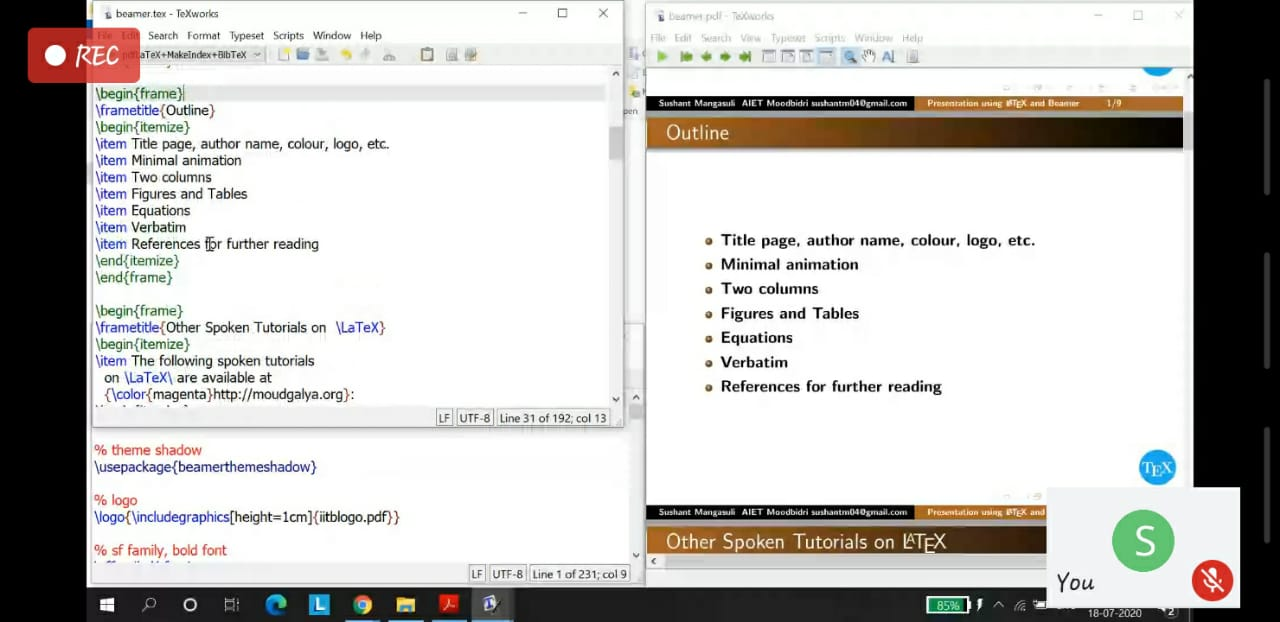 beamer.tex - TeXworks
Search Format Typeset Scripts Window Help
REC
LaTeX+MakeIndex+BibTeX
\begin{frame}
\frametitle{Outline}
\begin{itemize}
\item Title page, author name, colour, logo, etc.
\item Minimal animation
\item Two columns
\item Figures and Tables
\item Equations
\item Verbatim
\item References for further reading
\end{itemize}
\end{frame}
\begin{frame}
\frametitle{Other Spoken Tutorials on \LaTeX}
\begin{itemize}
\item The following spoken tutorials
on \LaTeX\ are available at
{\color{magenta}http://moudgalya.org}:
LF UTF-8 Line 31 of 192; col 13
% theme shadow
\usepackage{beamerthemeshadow}
% logo
\logo{\includegraphics[height=1cm]{iitblogo.pdf}}
% sf family, bold font
LF UTF-8 Line 1 of 231; col 9
beamer.pdf - TeXworks
File Edit Search View Typeset Scripts Window Help
Sushant Mangasuli AIET Moodbidri sushantm04@gmail.com Presentation using LATEX and Beamer 1/9
Outline
Title page, author name, colour, logo, etc.
Minimal animation
Two columns
Figures and Tables
Equations
Verbatim
References for further reading
TEX
Sushant Mangasuli AIET Moodbidri sushantm04@gmail.com Presentation using LATEX and
Other Spoken Tutorials on LATEX
S
You
85%
18-07-2020